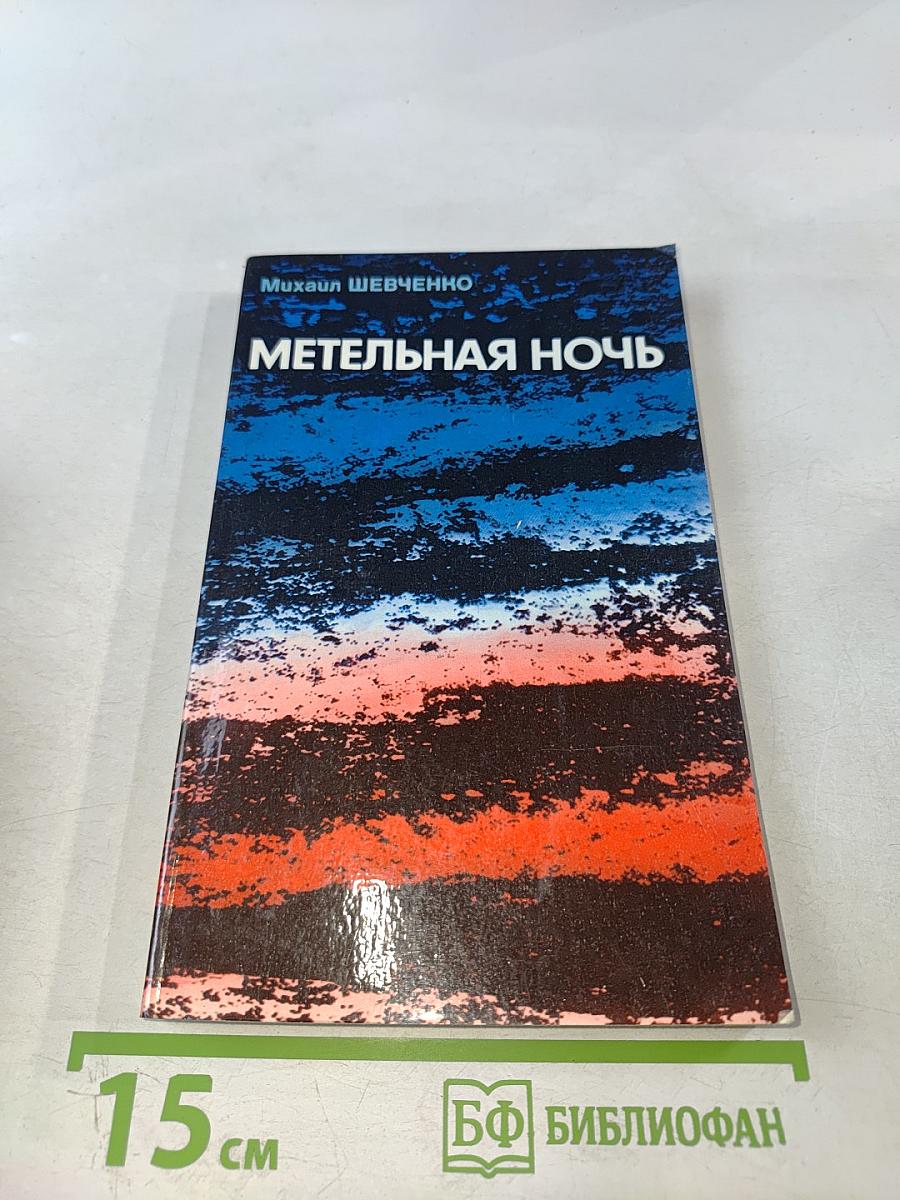 Михаил ШЕВЧЕНКО
МЕТЕЛЬНАЯ НОЧЬ
15 см
БФ БИБЛИОФАН